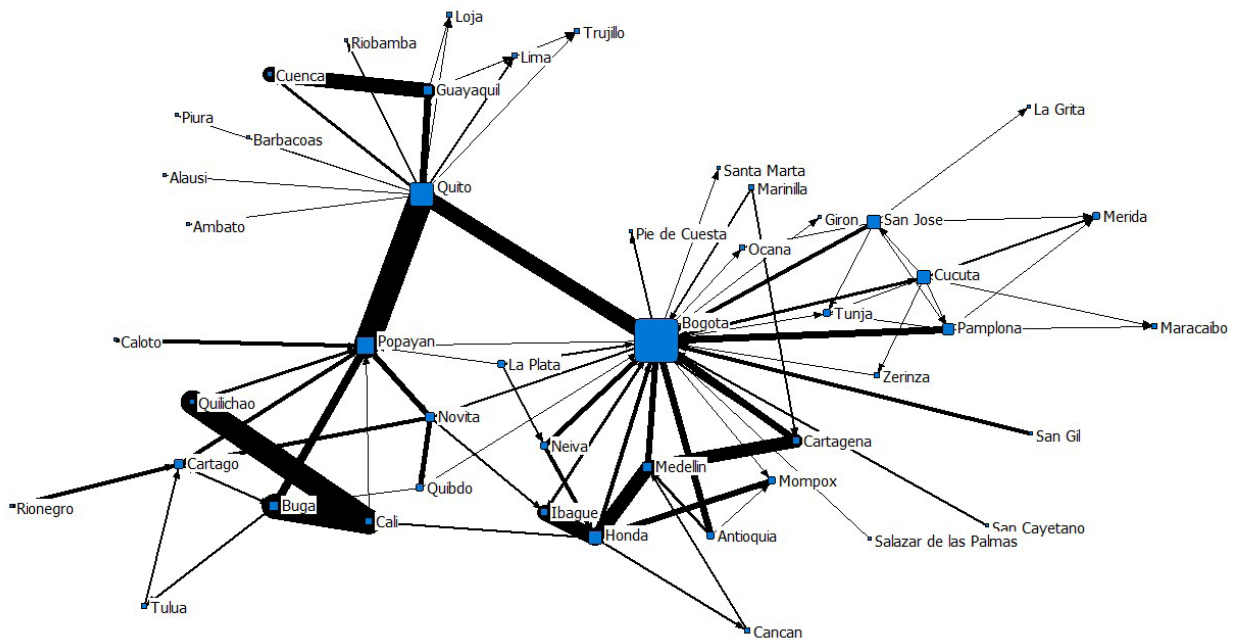 Loja
Trujillo
Riobamba
Lima
Cuenca
Guayaquil
La Grita
Piura
Barbacoas
Santa Marta
Alausi
Quito
Marinilla
Ambato
Giron
San Jose
Merida
Pie de Cuesta
Ocana
Cucuta
Bogota
Tunja
Pamplona
Maracaibo
Caloto
Popayan
La Plata
Zerinza
Quilichao
Novita
San Gil
Neiva
Cartagena
Cartago
Medellin
Mompox
Quibdo
Rionegro
Buga
Ibague
Cali
Honda
Antioquia
San Cayetano
Salazar de las Palmas
Tulua
Cancan